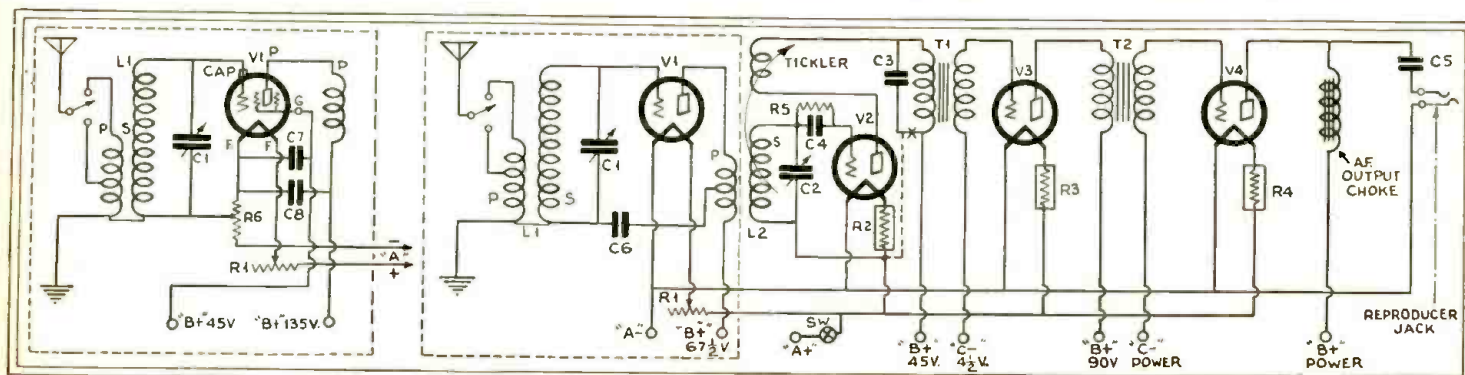 L1
V1
P
CAP
P
G
P
S
C1
F
F
C7
C8
R6
R1
-
"A"
+
"B+" 45V.
"B+" 135V.
V1
P
L1
S
C1
C6
P
R1
"A-"
"B+"
67½V
TICKLER
R5
S
C4
V2
C2
L2
R2
SW
"A+"
C3
T1
X
V3
R3
"B+"
45V.
"C-"
4½V.
T2
V4
R4
"B+"
90V
"C-"
POWER
A.F.
OUTPUT
CHOKE
"B+"
POWER
C5
REPRODUCER
JACK